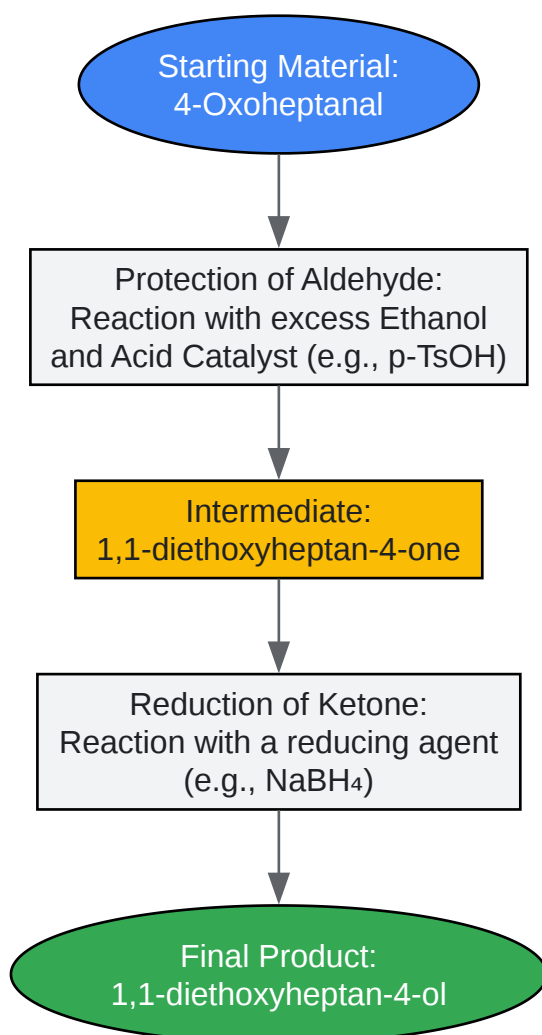 Starting Material:
4-Oxoheptanal
Protection of Aldehyde:
Reaction with excess Ethanol
and Acid Catalyst (e.g., p-TsOH)
Intermediate:
1,1-diethoxyheptan-4-one
Reduction of Ketone:
Reaction with a reducing agent
(e.g., NaBH₄)
Final Product:
1,1-diethoxyheptan-4-ol